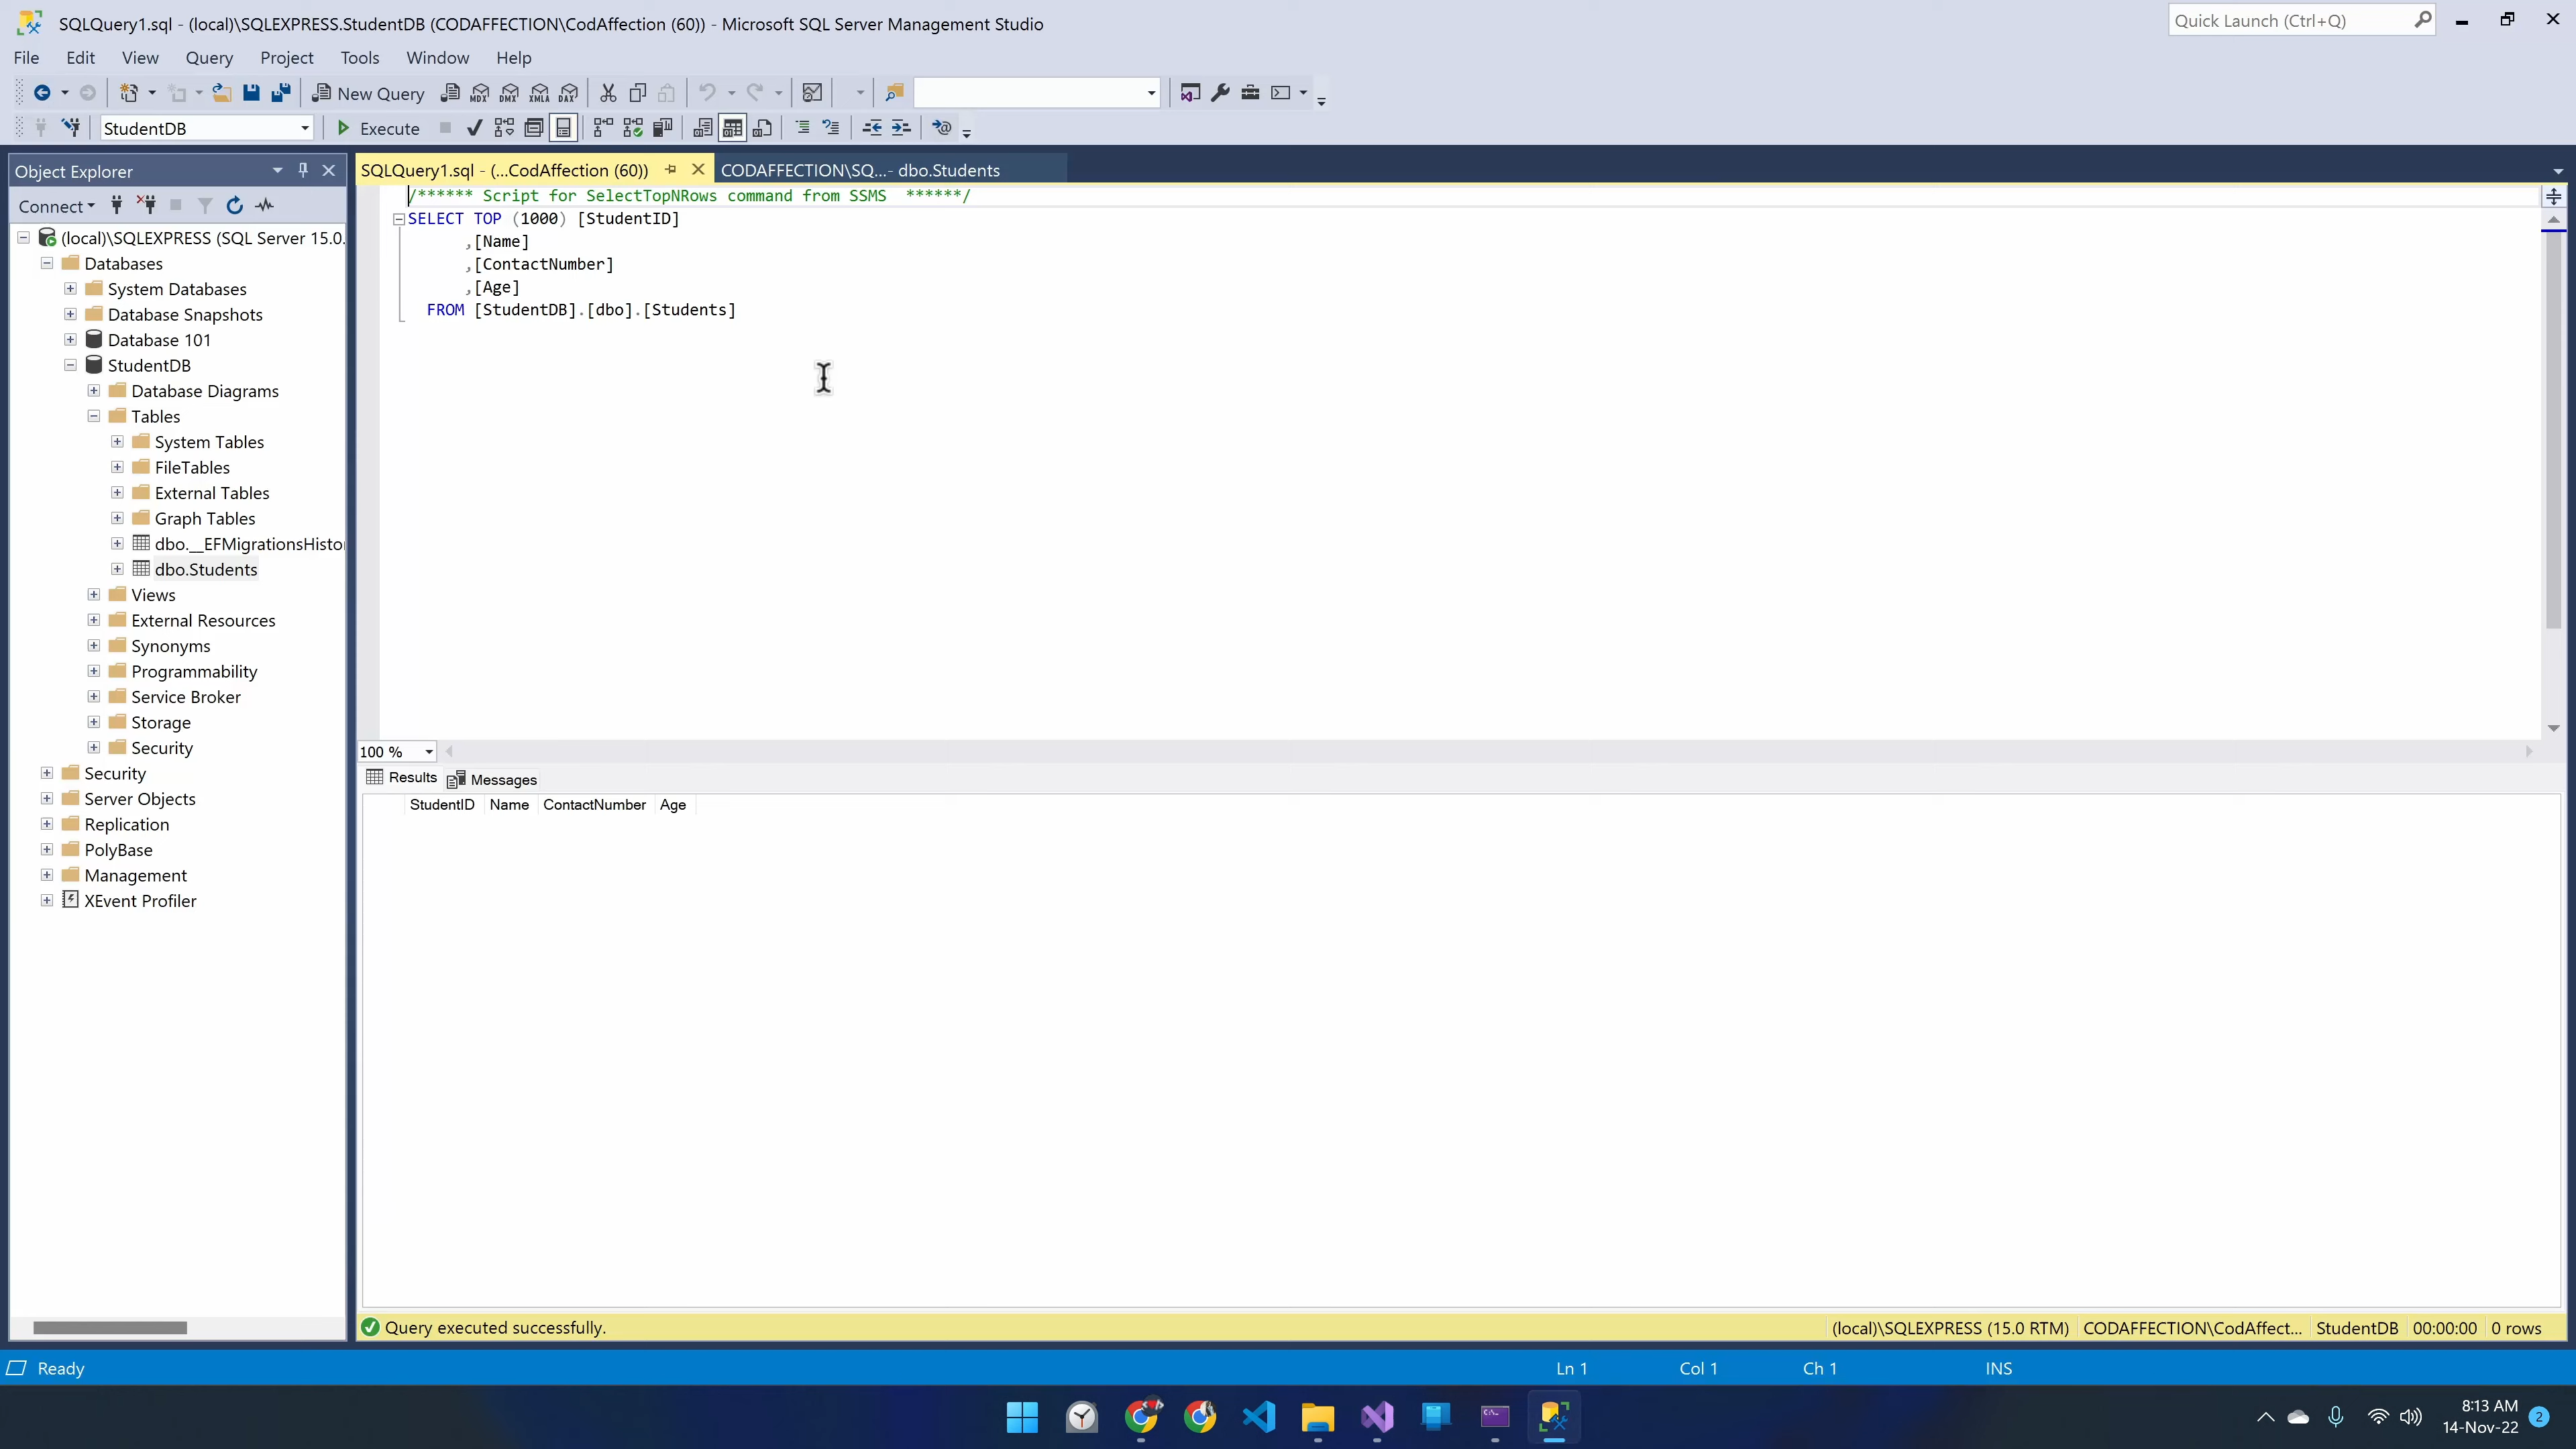 SQLQuery1.sql - (local)\SQLEXPRESS.StudentDB (CODAFFECTION\CodAffection (60)) - Microsoft SQL Server Management Studio
Quick Launch (Ctrl+Q)
File Edit View Query Project Tools Window Help
New Query MDX DMX XMLA DAX
StudentDB Execute
Object Explorer
Connect
(local)\SQLEXPRESS (SQL Server 15.0.
Databases
System Databases
Database Snapshots
Database 101
StudentDB
Database Diagrams
Tables
System Tables
FileTables
External Tables
Graph Tables
dbo.__EFMigrationsHisto
dbo.Students
Views
External Resources
Synonyms
Programmability
Service Broker
Storage
Security
Security
Server Objects
Replication
PolyBase
Management
XEvent Profiler
SQLQuery1.sql - (...CodAffection (60)) CODAFFECTION\SQ...- dbo.Students
/****** Script for SelectTopNRows command from SSMS ******/
SELECT TOP (1000) [StudentID]
,[Name]
,[ContactNumber]
,[Age]
FROM [StudentDB].[dbo].[Students]
100 %
Results Messages
StudentID Name ContactNumber Age
Query executed successfully. (local)\SQLEXPRESS (15.0 RTM) CODAFFECTION\CodAffect... StudentDB 00:00:00 0 rows
Ready Ln 1 Col 1 Ch 1 INS
8:13 AM
14-Nov-22 2